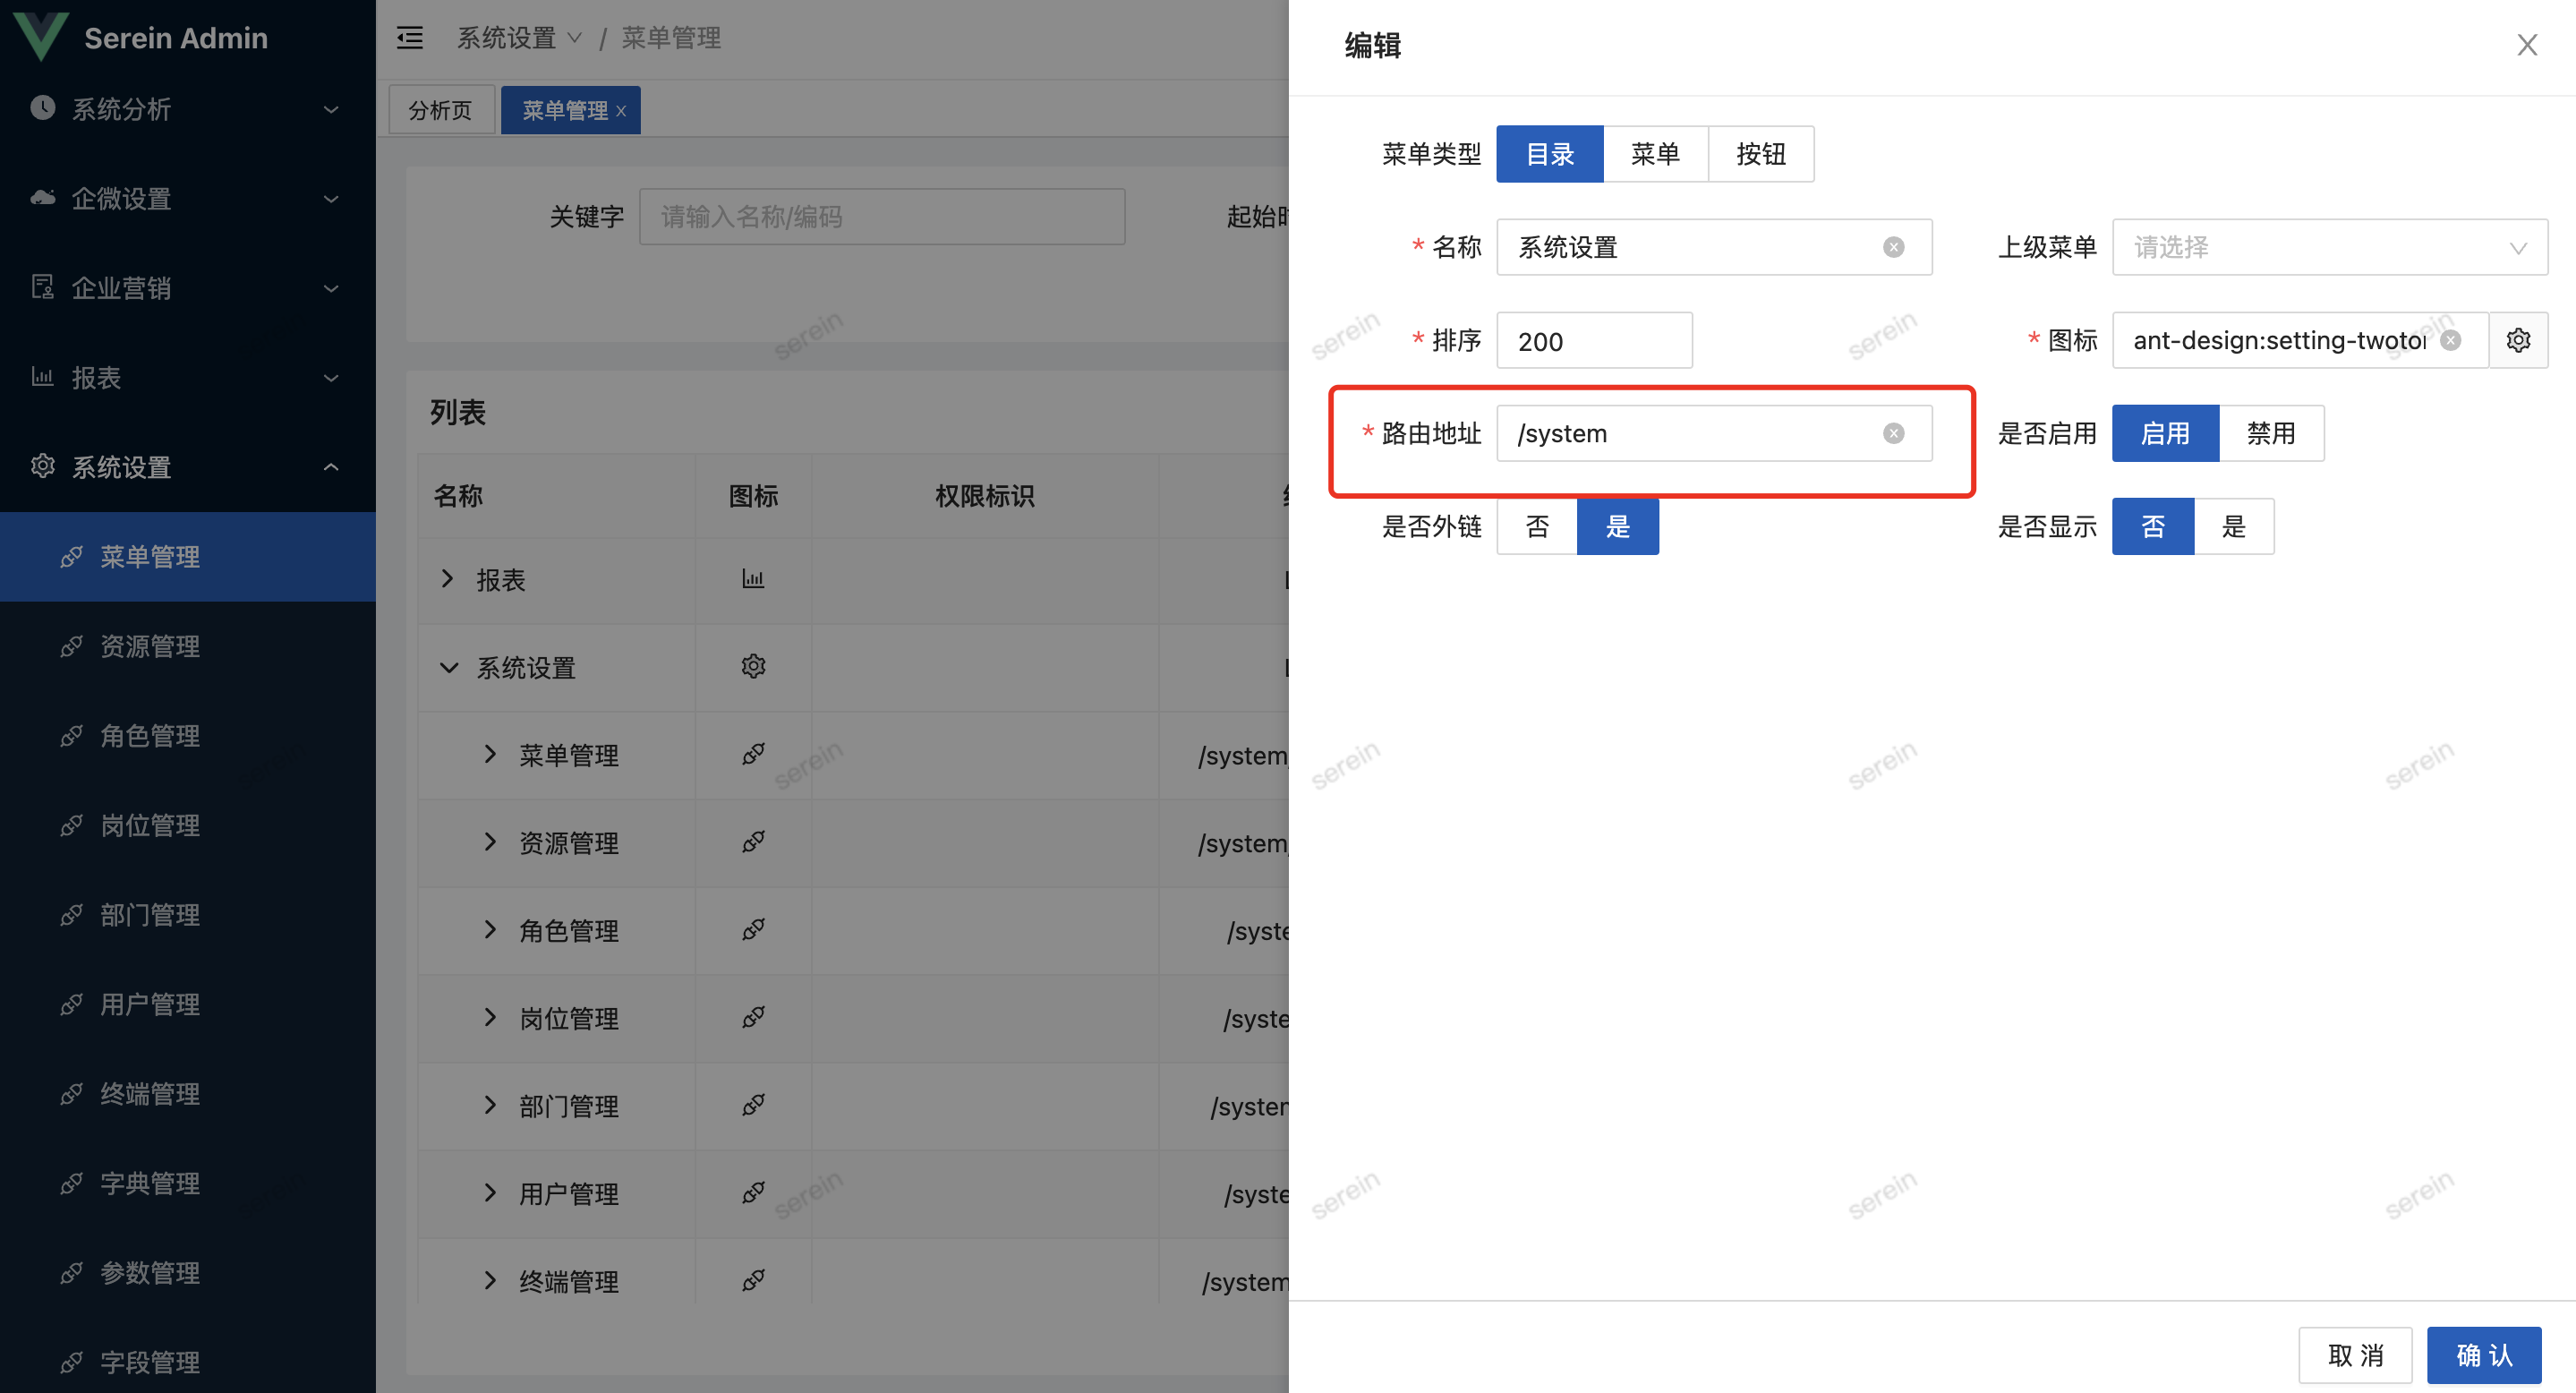 Serein Admin
系统分析
企微设置
企业营销
报表
系统设置
菜单管理
资源管理
角色管理
岗位管理
部门管理
用户管理
终端管理
字典管理
参数管理
字段管理
系统设置 / 菜单管理
分析页 菜单管理 x
关键字 请输入名称/编码
列表
名称 图标 权限标识
报表
系统设置
菜单管理 /system
资源管理 /system
角色管理 /syste
岗位管理 /syste
部门管理 /system
用户管理 /syste
终端管理 /system
编辑
菜单类型 目录 菜单 按钮
* 名称 系统设置 上级菜单 请选择
* 排序 200 * 图标 ant-design:setting-twoto
* 路由地址 /system 是否启用 启用 禁用
是否外链 否 是 是否显示 否 是
取 消 确 认
serein
serein
serein
serein
serein
serein
serein
serein
serein
serein
serein
serein